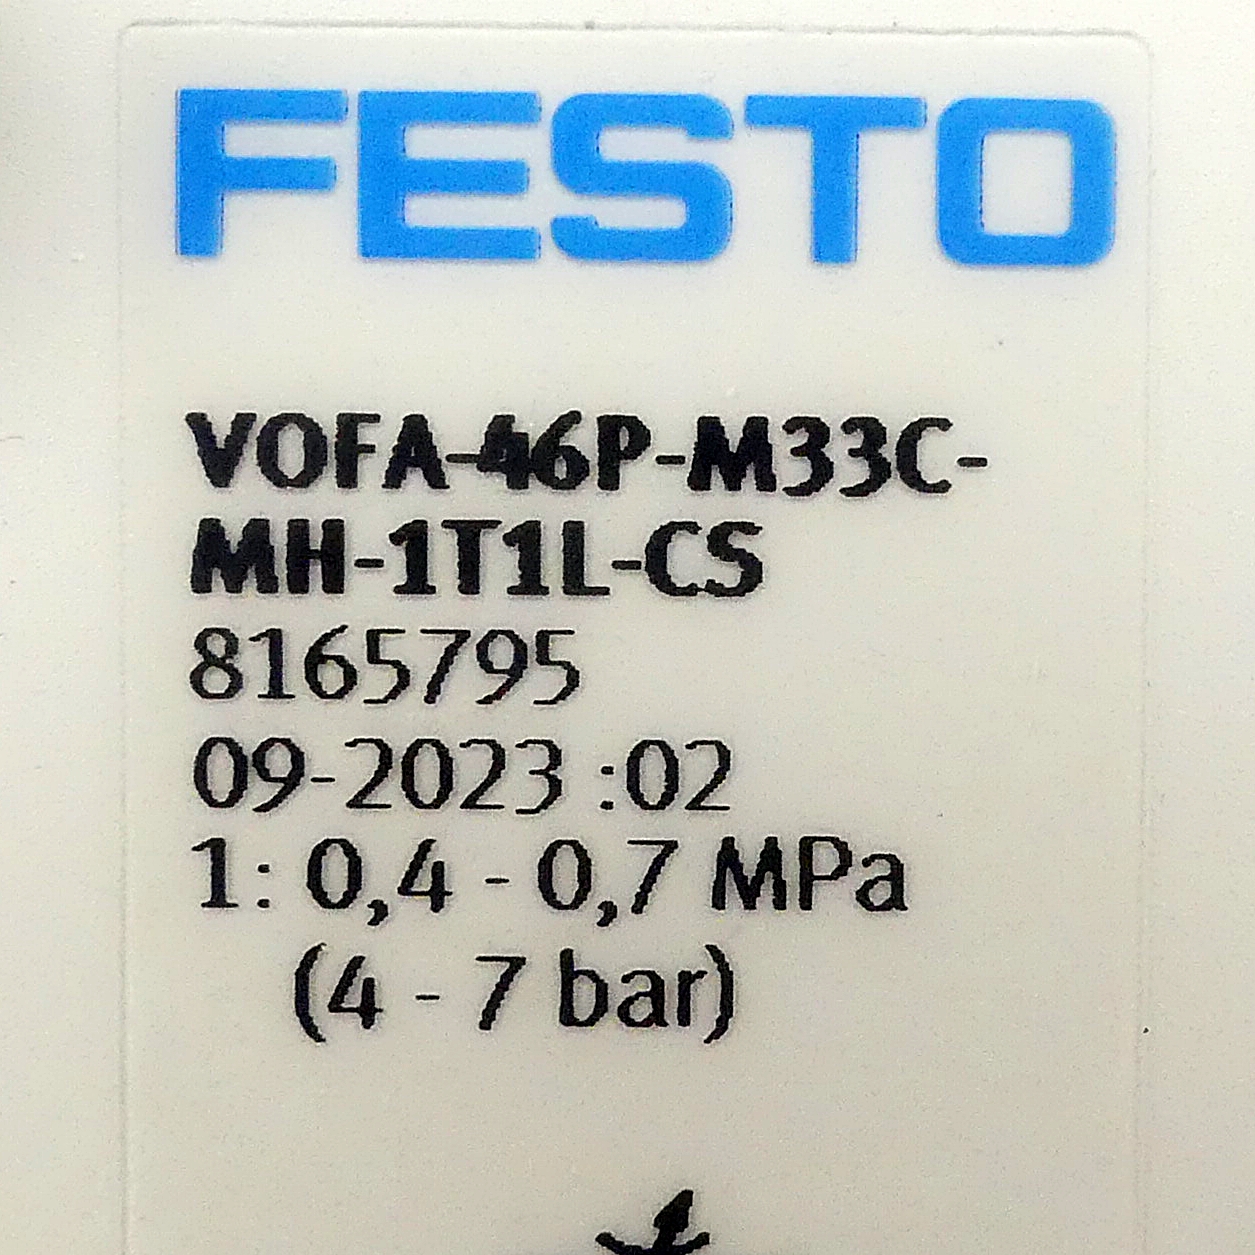 FESTO
VOFA-46P-M33C-
MH-1T1L-CS
8165795
09-2023 :02
1: 0,4 - 0,7 MPa
(4 - 7 bar)